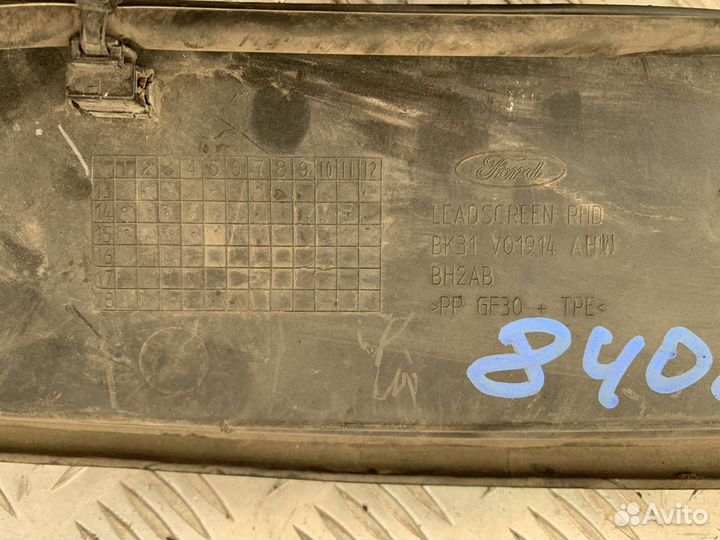 1 2 3 4 5 6 7 8 9 10 11 12
13
14
15
16
17
18
Ford
LEADSCREEN RHD
BK31 V01914 AHW
BH2AB
>PP GF30 + TPE<
840
Avito